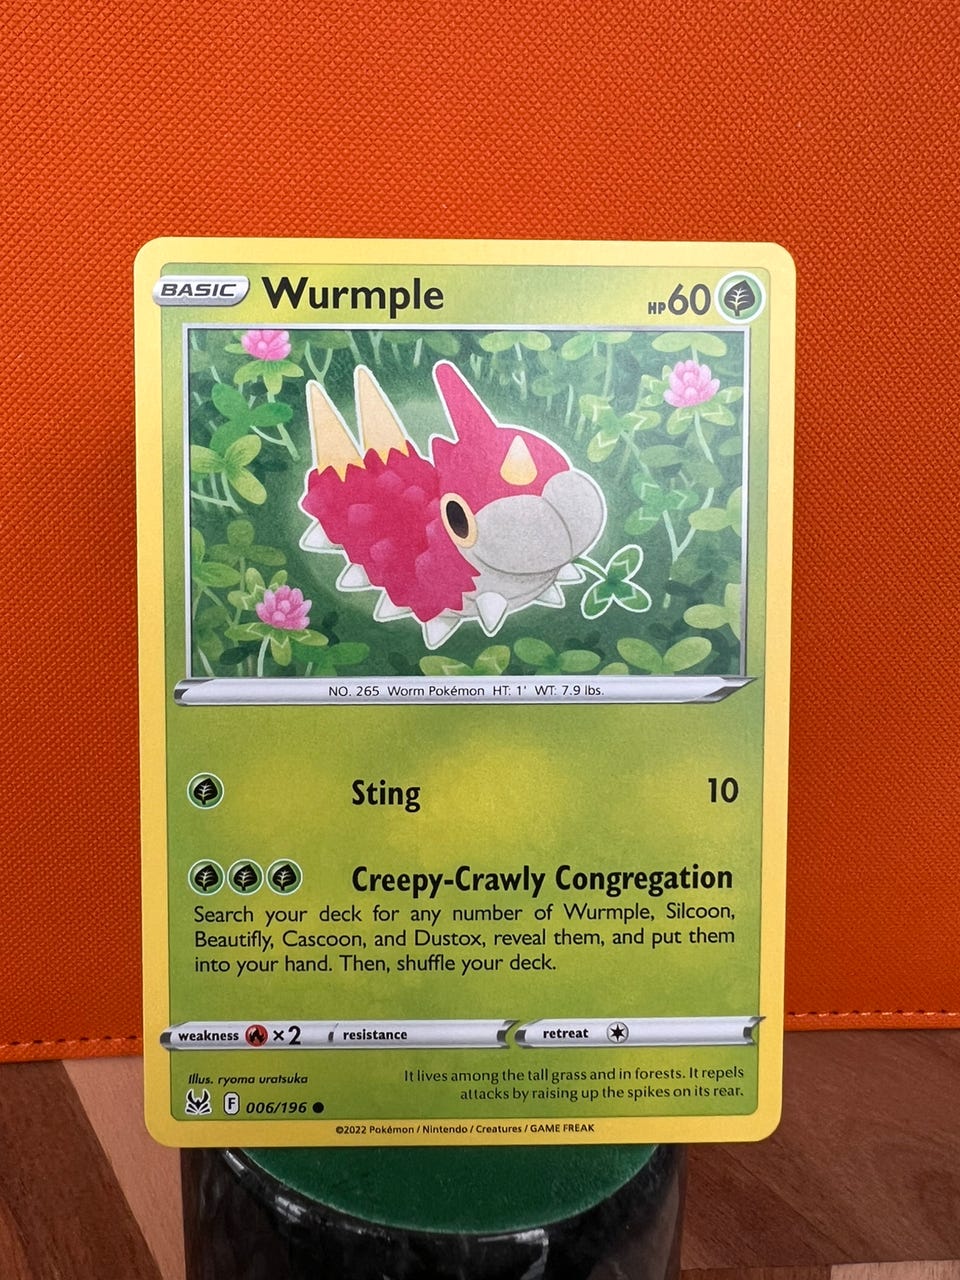 BASIC Wurmple HP 60
NO. 265 Worm Pokémon HT: 1' WT: 7.9 lbs.
Sting 10
Creepy-Crawly Congregation
Search your deck for any number of Wurmple, Silcoon,
Beautifly, Cascoon, and Dustox, reveal them, and put them
into your hand. Then, shuffle your deck.
weakness ×2 resistance retreat
Illus. ryoma uratsuka
It lives among the tall grass and in forests. It repels
attacks by raising up the spikes on its rear.
F 006/196
©2022 Pokémon / Nintendo / Creatures / GAME FREAK